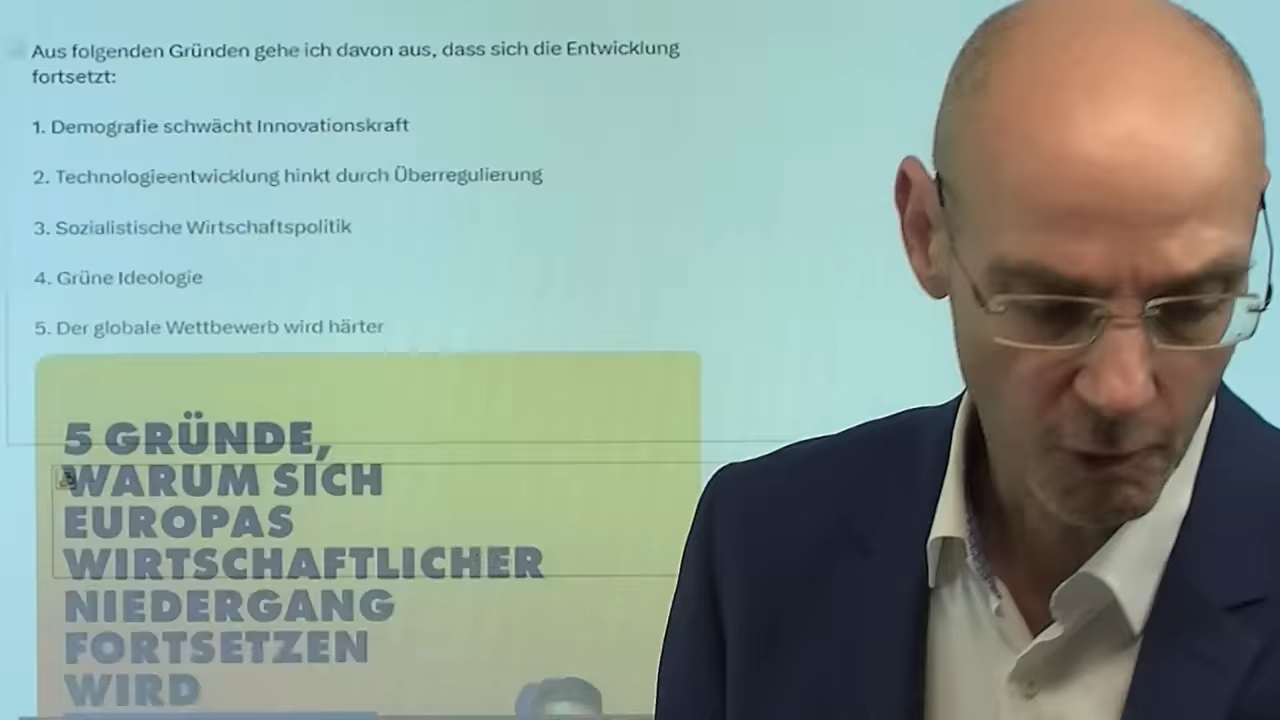 Aus folgenden Gründen gehe ich davon aus, dass sich die Entwicklung
fortsetzt:
1. Demografie schwächt Innovationskraft
2. Technologieentwicklung hinkt durch Überregulierung
3. Sozialistische Wirtschaftspolitik
4. Grüne Ideologie
5. Der globale Wettbewerb wird härter
5 GRÜNDE,
WARUM SICH
EUROPAS
WIRTSCHAFTLICHER
NIEDERGANG
FORTSETZEN
WIRD